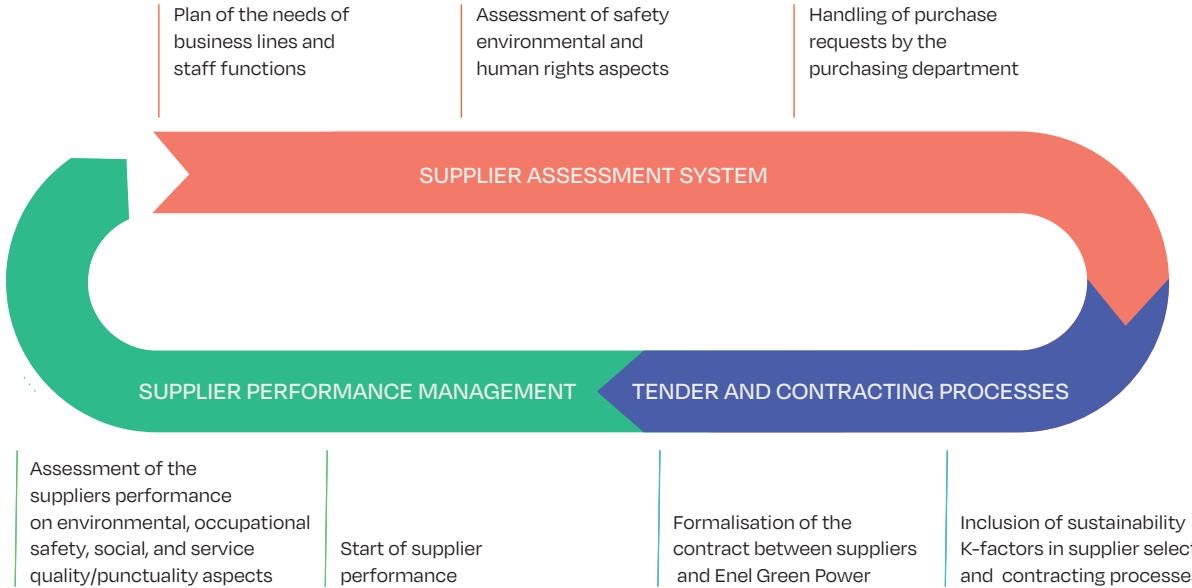 Plan of the needs of
business lines and
staff functions
Assessment of safety
environmental and
human rights aspects
Handling of purchase
requests by the
purchasing department
SUPPLIER ASSESSMENT SYSTEM
SUPPLIER PERFORMANCE MANAGEMENT
TENDER AND CONTRACTING PROCESSES
Assessment of the
suppliers performance
on environmental, occupational
safety, social, and service
quality/punctuality aspects
Start of supplier
performance
Formalisation of the
contract between suppliers
and Enel Green Power
Inclusion of sustainability
K-factors in supplier select
and contracting processe